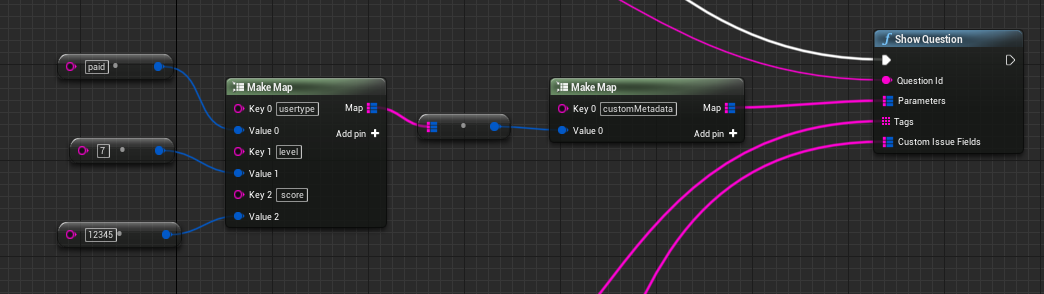 Show Question
paid
Make Map
Make Map
Question Id
Key 0 usertype Map
Key 0 customMetadata Map
Parameters
Value 0 Add pin
Value 0 Add pin
Tags
7
Key 1 level
Custom Issue Fields
Value 1
Key 2 score
Value 2
12345